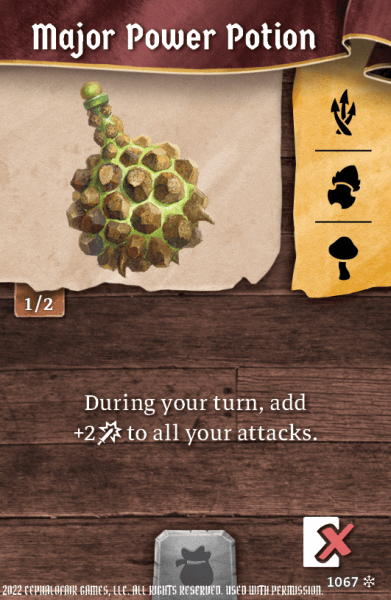 Major Power Potion
1/2
During your turn, add
+2 to all your attacks.
1067
2022 CEPHALOFAIR GAMES, LLC. ALL RIGHTS RESERVED. USED WITH PERMISSION.